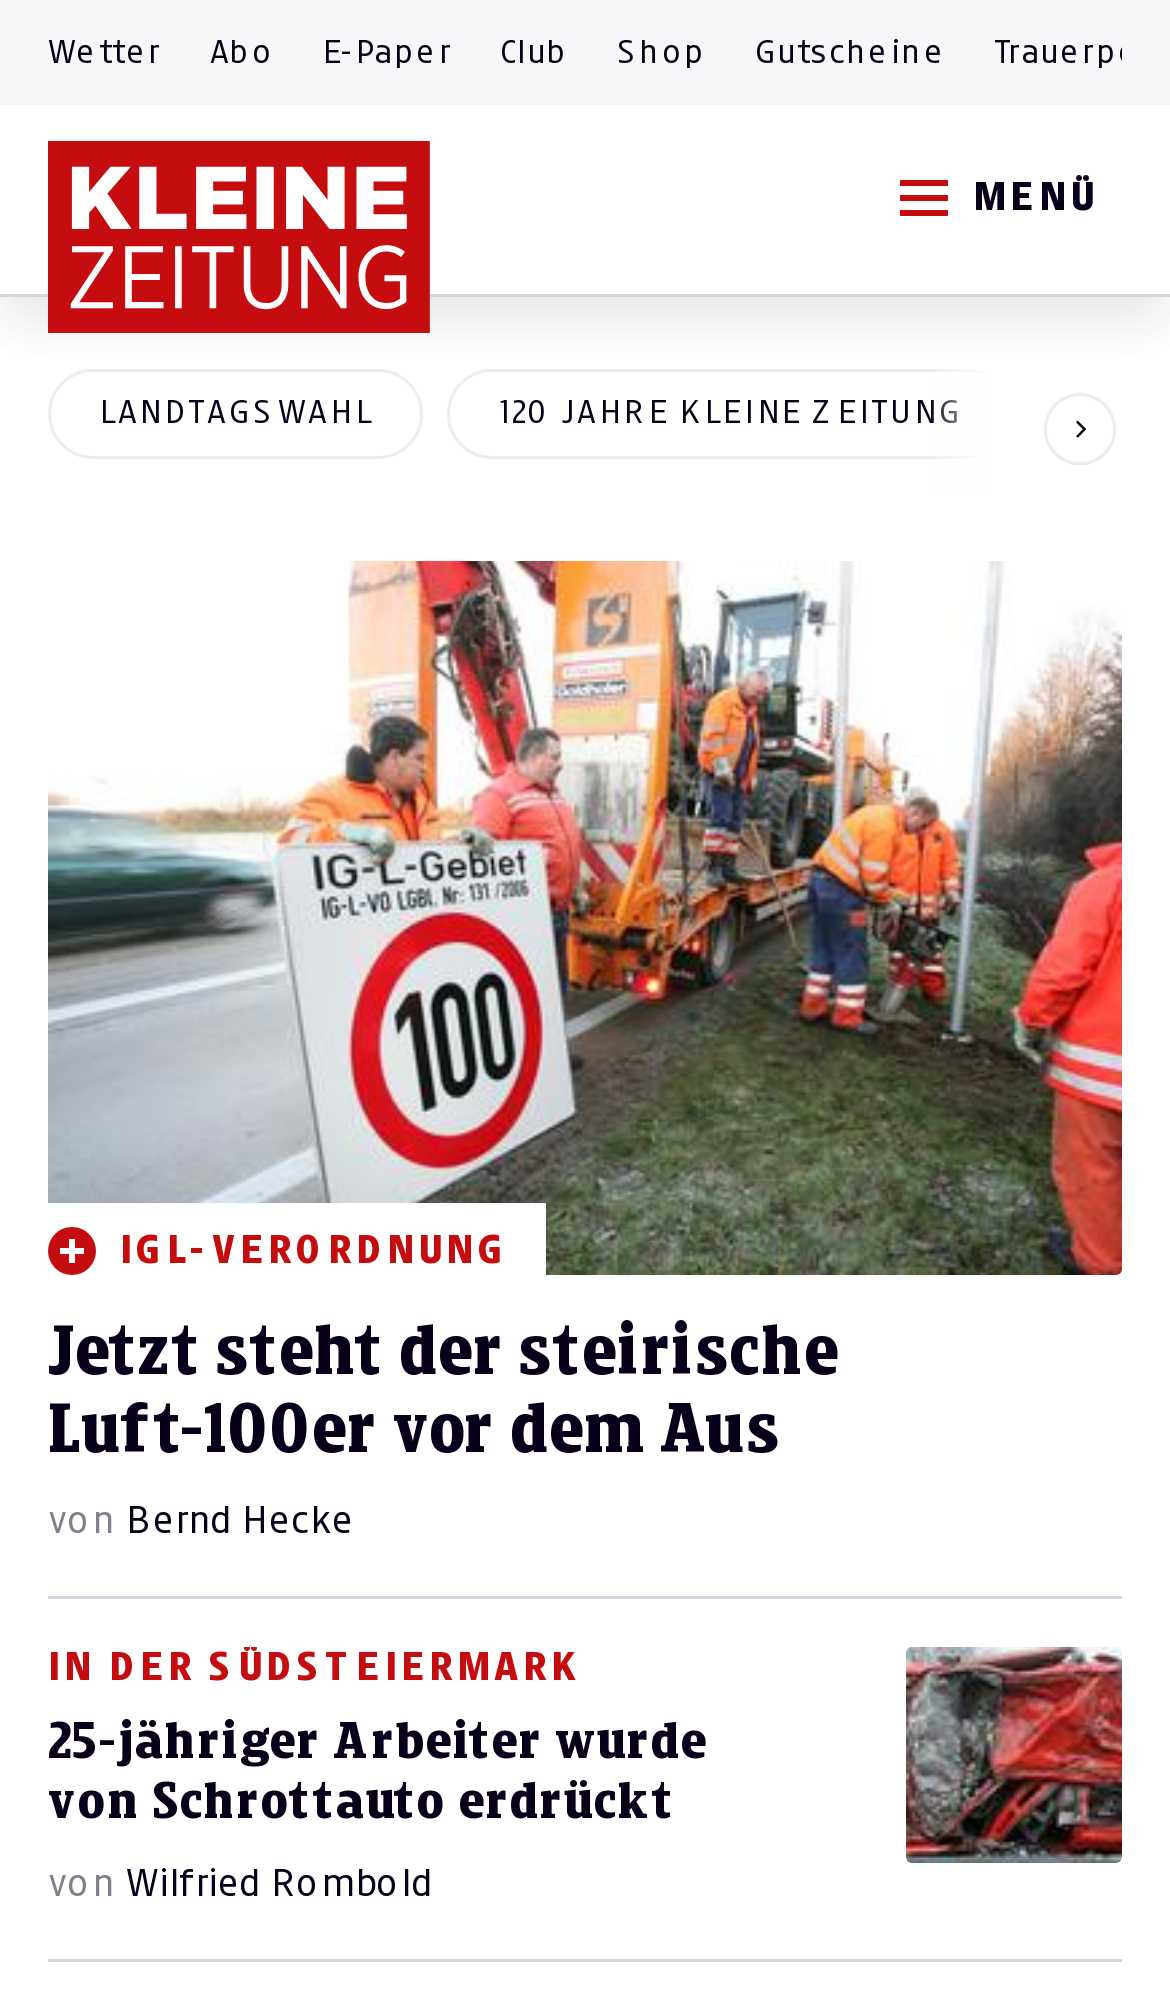 Wetter Abo E-Paper Club Shop Gutscheine Trauerpo
KLEINE
ZEITUNG
MENÜ
LANDTAGSWAHL 120 JAHRE KLEINE ZEITUNG
S
Goldhofer
IG-L-Gebiet
IG-L-VO LGBl. Nr: 131/2006
100
IGL-VERORDNUNG
Jetzt steht der steirische
Luft-100er vor dem Aus
von Bernd Hecke
IN DER SÜDSTEIERMARK
25-jähriger Arbeiter wurde
von Schrottauto erdrückt
von Wilfried Rombold